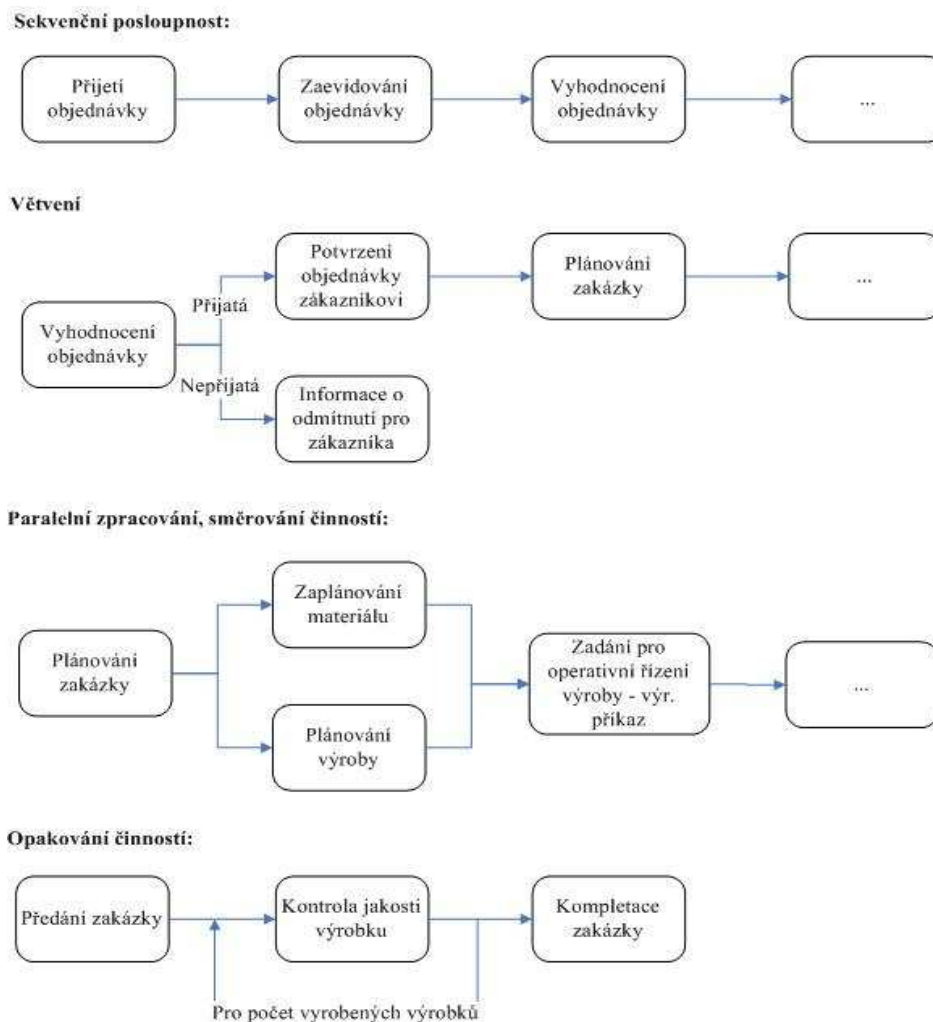 Sekvenční posloupnost:
Přijetí
objednávky
Zaevidování
objednávky
Vyhodnocení
objednávky
...
Větvení
Vyhodnocení
objednávky
Přijatá
Nepřijatá
Potvrzení
objednávky
zákazníkovi
Plánování
zakázky
...
Informace o
odmítnutí pro
zákazníka
Paralelní zpracování, směrování činností:
Plánování
zakázky
Zaplánování
materiálu
Plánování
výroby
Zadání pro
operativní řízení
výroby - výr.
příkaz
...
Opakování činností:
Předání zakázky
Kontrola jakosti
výrobku
Kompletace
zakázky
Pro počet vyrobených výrobků